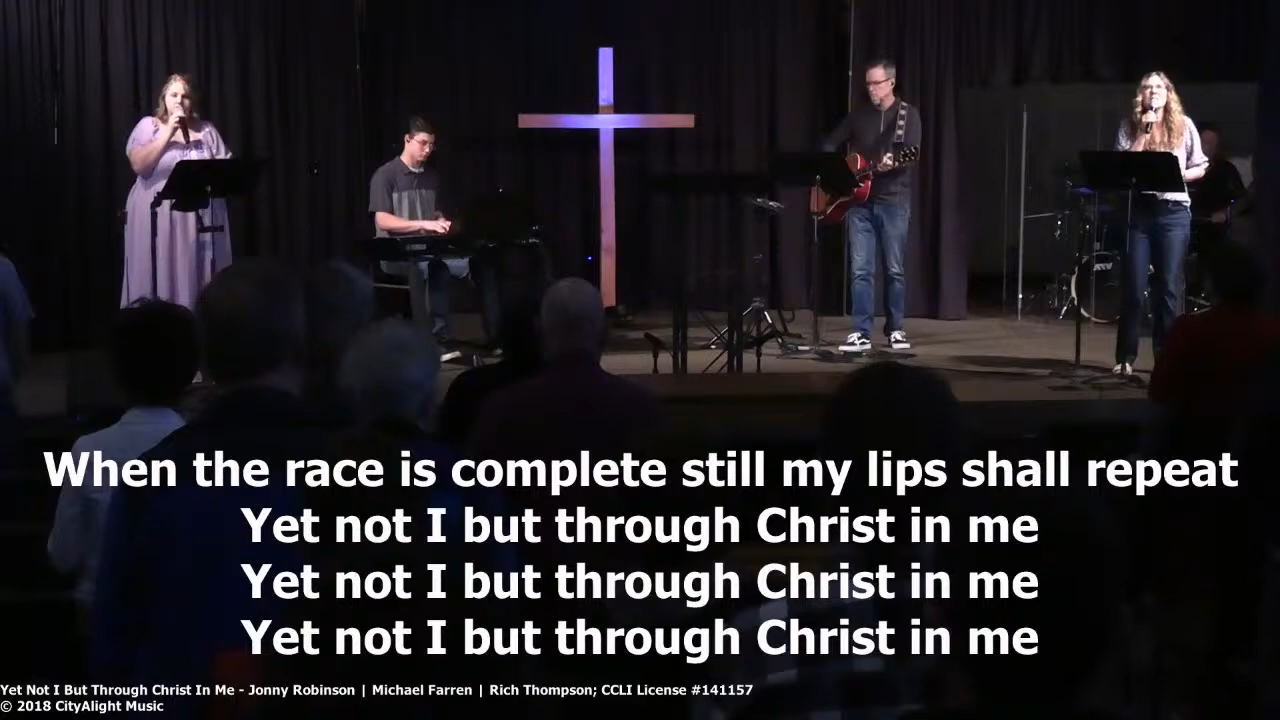 When the race is complete still my lips shall repeat
Yet not I but through Christ in me
Yet not I but through Christ in me
Yet not I but through Christ in me
Yet Not I But Through Christ In Me - Jonny Robinson | Michael Farren | Rich Thompson; CCLI License #141157
© 2018 CityAlight Music